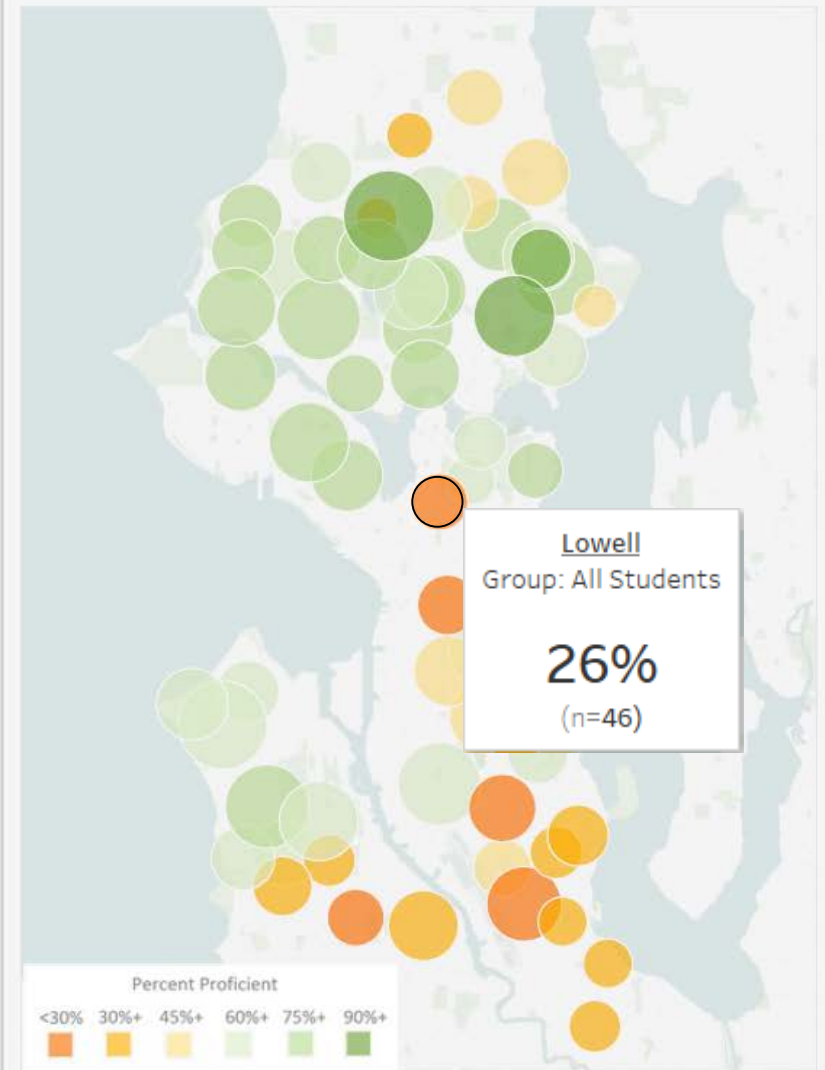 Lowell
Group: All Students
26%
(n=46)
Percent Proficient
<30% 30%+ 45%+ 60%+ 75%+ 90%+